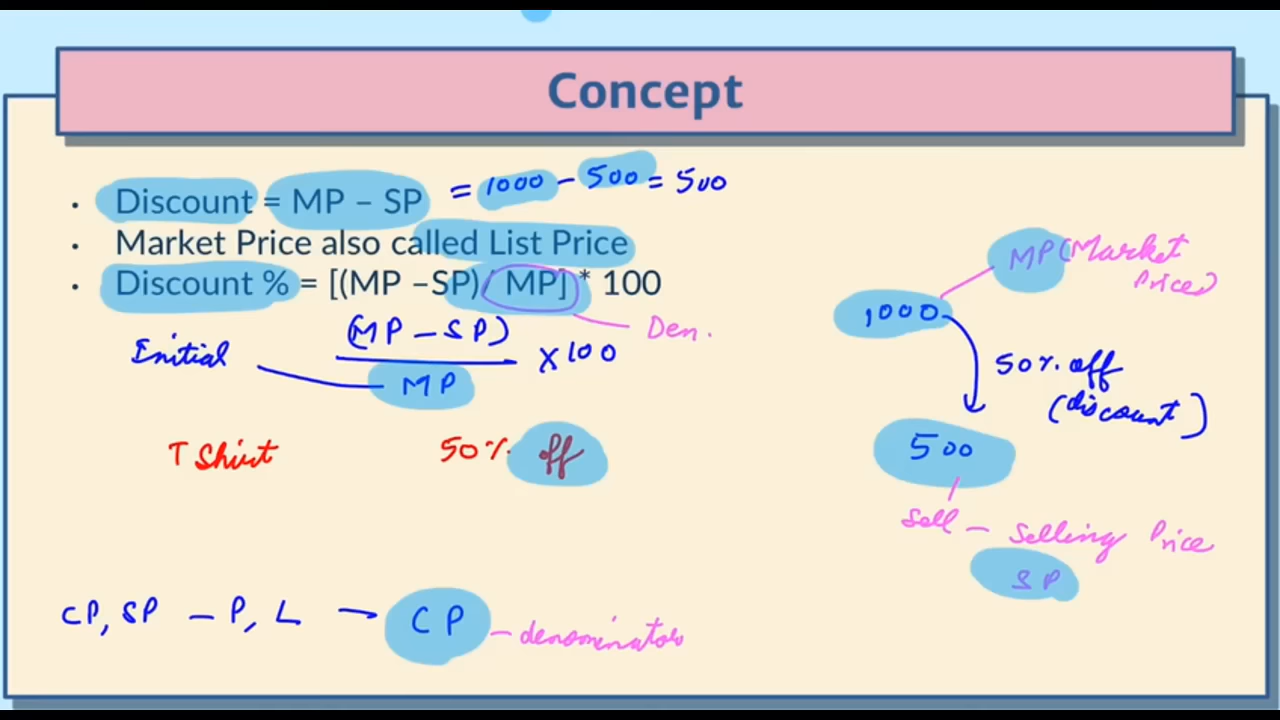 Concept
• Discount = MP – SP = 1000 – 500 = 500
• Market Price also called List Price
• Discount % = [(MP –SP)/ MP] * 100
Den.
Initial (MP – SP) x 100
MP
T Shirt 50% off
CP, SP – P, L – CP – denominator
MP (Market
Price)
1000
50% off
(discount)
500
Sell – Selling Price
SP